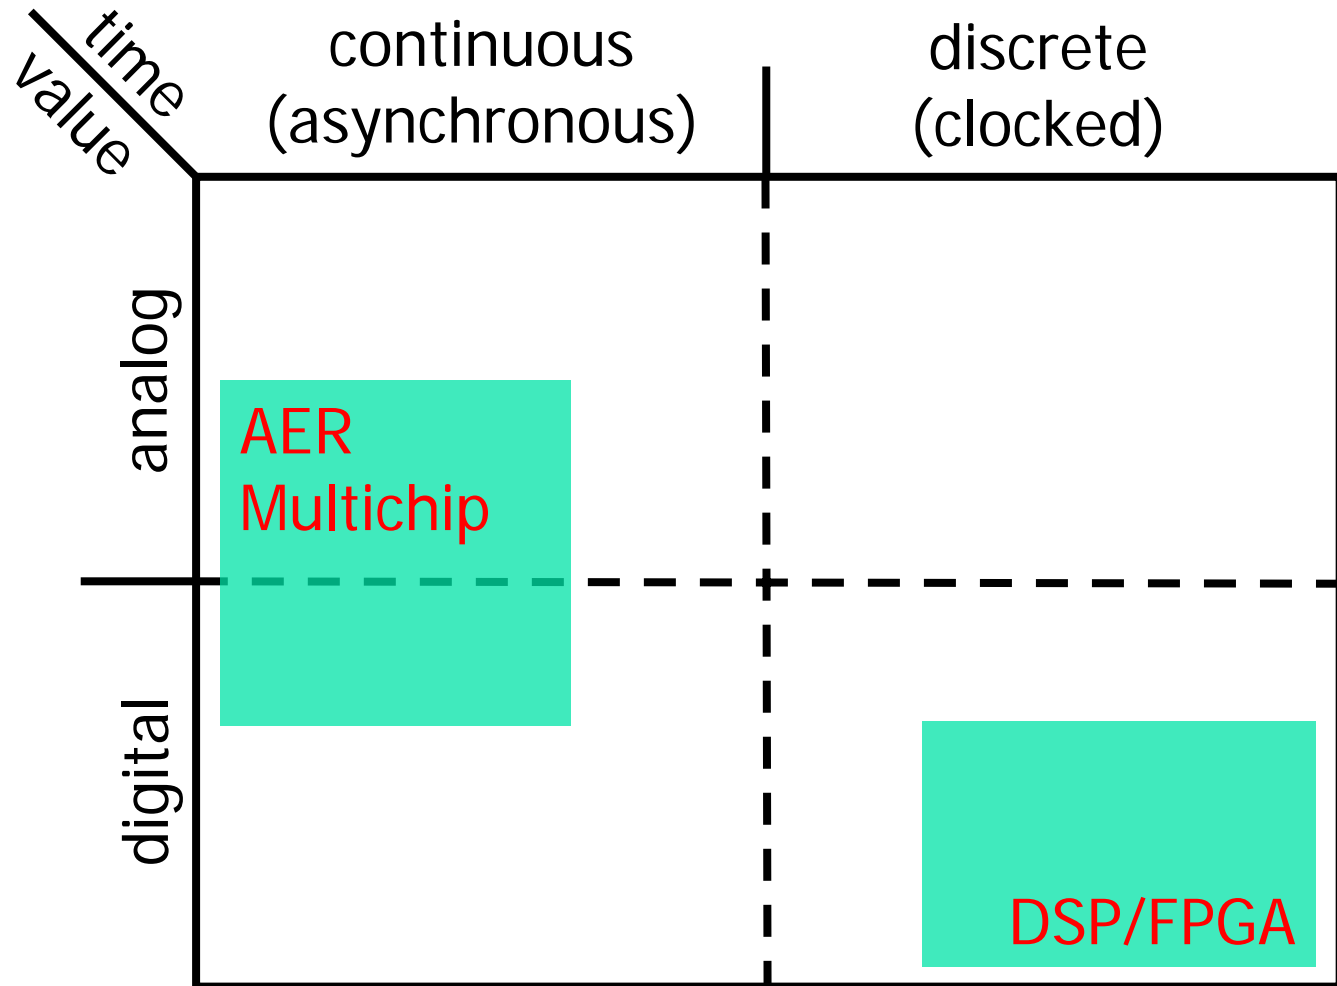 time
value
continuous
(asynchronous)
discrete
(clocked)
analog
AER
Multichip
digital
DSP/FPGA